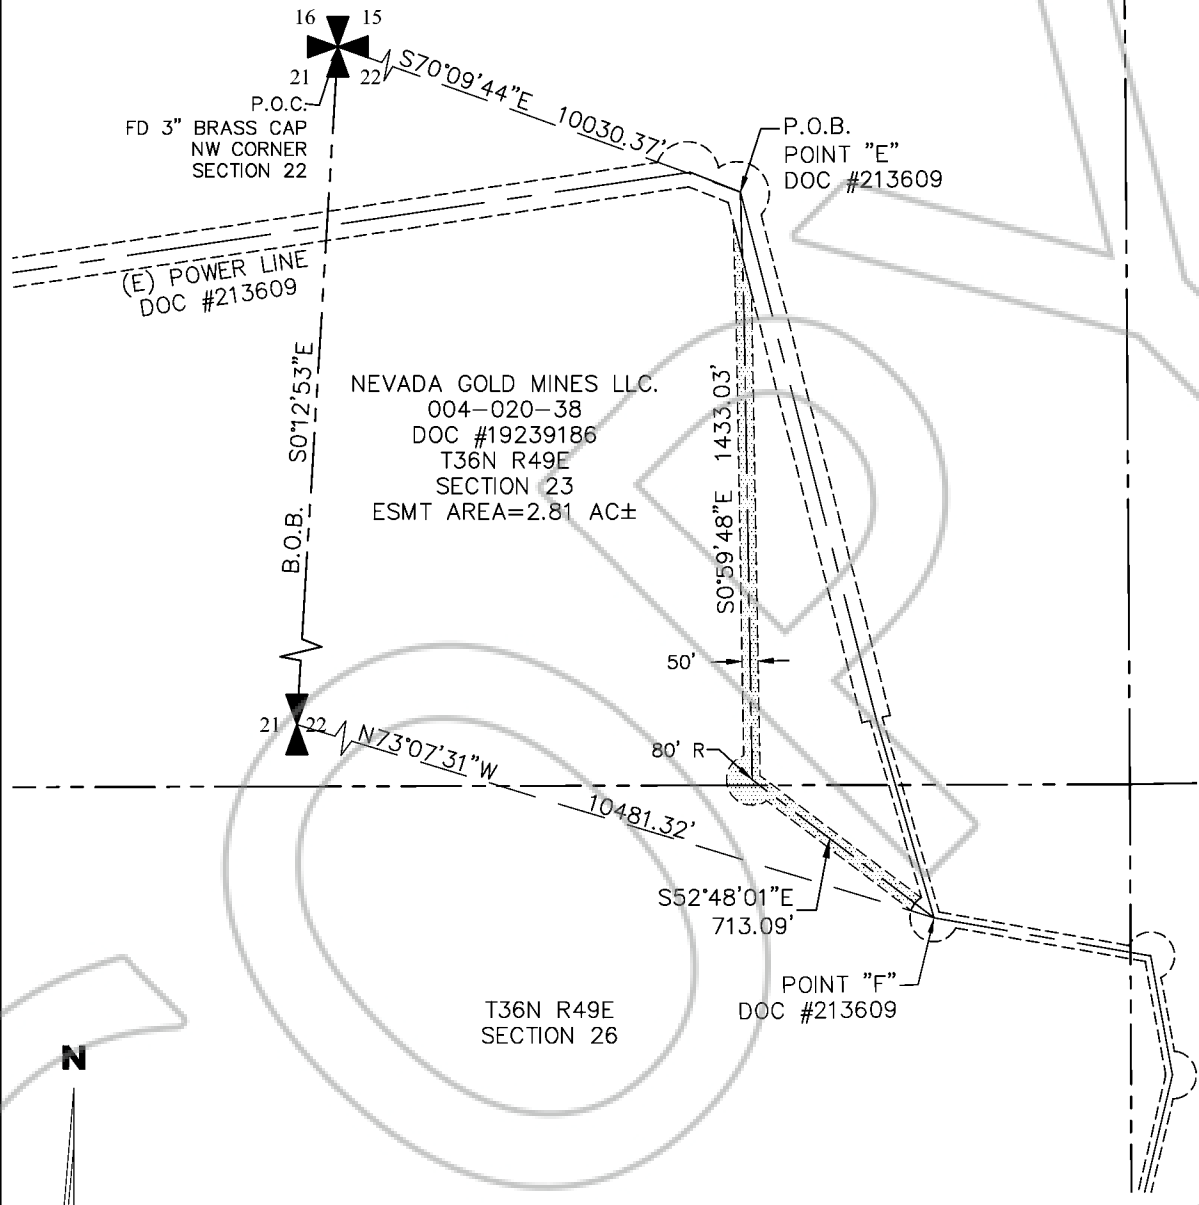 16 15
21 22
P.O.C.
FD 3" BRASS CAP
NW CORNER
SECTION 22
S70°09'44"E 10030.37'
P.O.B.
POINT "E"
DOC #213609
(E) POWER LINE
DOC #213609
S0°12'53"E
B.O.B.
NEVADA GOLD MINES LLC.
004-020-38
DOC #19239186
T36N R49E
SECTION 23
ESMT AREA=2.81 AC±
S0°59'48"E 1433.03'
50'
21 22
N73°07'31"W 10481.32'
80' R
S52°48'01"E
713.09'
POINT "F"
DOC #213609
T36N R49E
SECTION 26
N
COPY